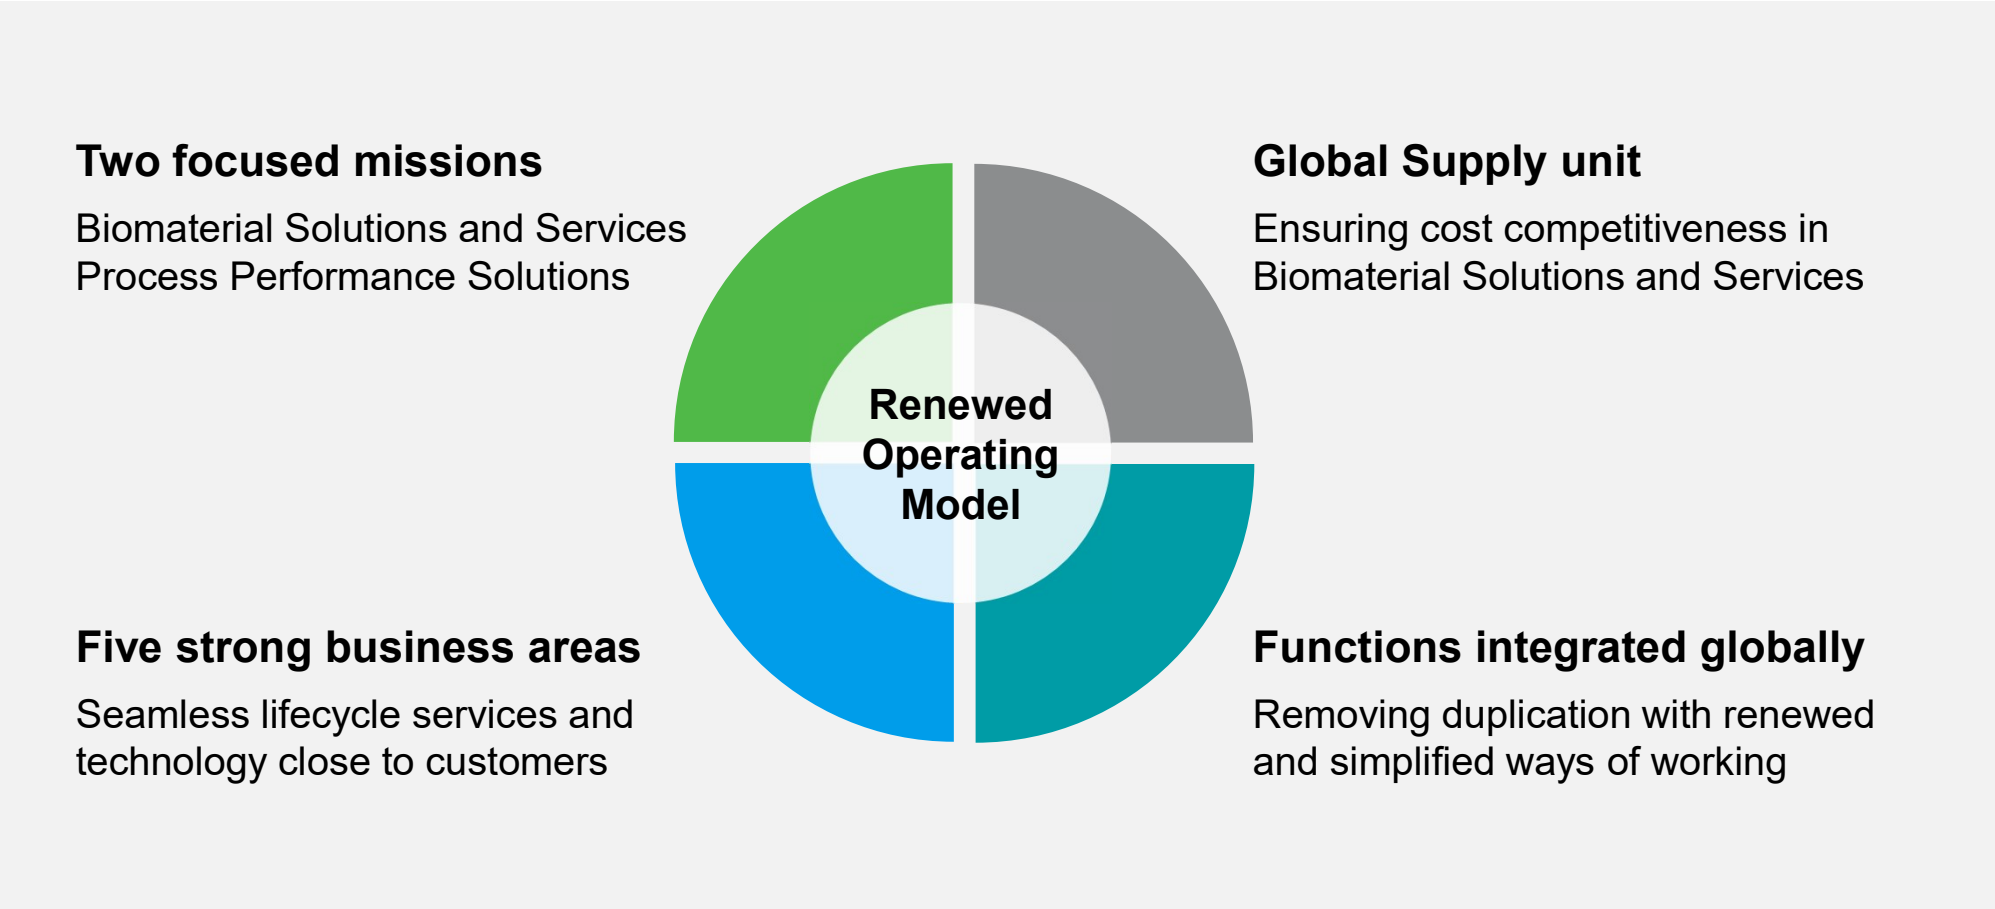 Two focused missions
Biomaterial Solutions and Services
Process Performance Solutions
Global Supply unit
Ensuring cost competitiveness in
Biomaterial Solutions and Services
Renewed
Operating
Model
Five strong business areas
Seamless lifecycle services and
technology close to customers
Functions integrated globally
Removing duplication with renewed
and simplified ways of working